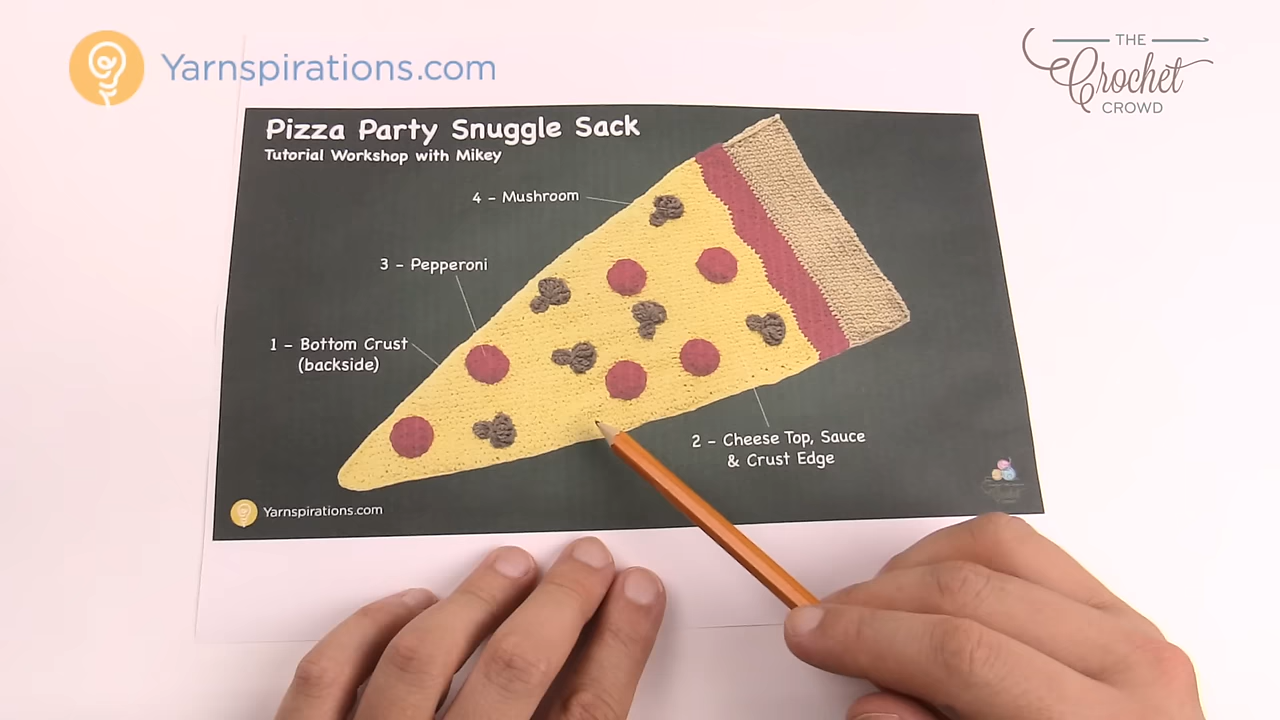 Yarnspirations.com
THE
Crochet
CROWD
Pizza Party Snuggle Sack
Tutorial Workshop with Mikey
4 - Mushroom
3 - Pepperoni
1 - Bottom Crust
(backside)
2 - Cheese Top, Sauce
& Crust Edge
Yarnspirations.com